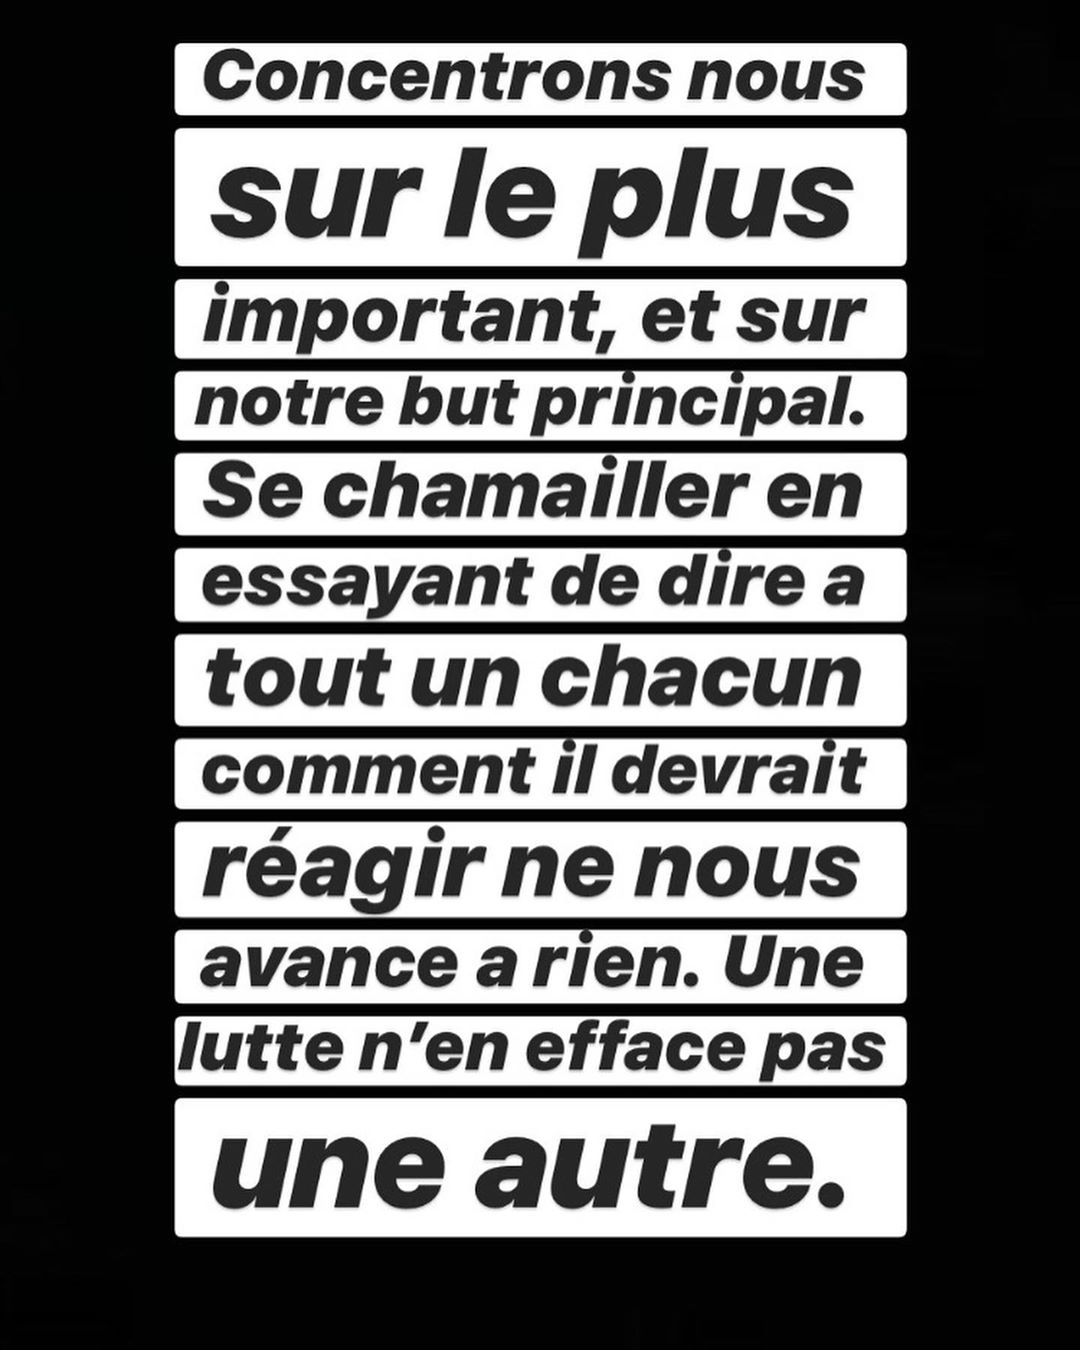 Concentrons nous
sur le plus
important, et sur
notre but principal.
Se chamailler en
essayant de dire a
tout un chacun
comment il devrait
réagir ne nous
avance a rien. Une
lutte n’en efface pas
une autre.